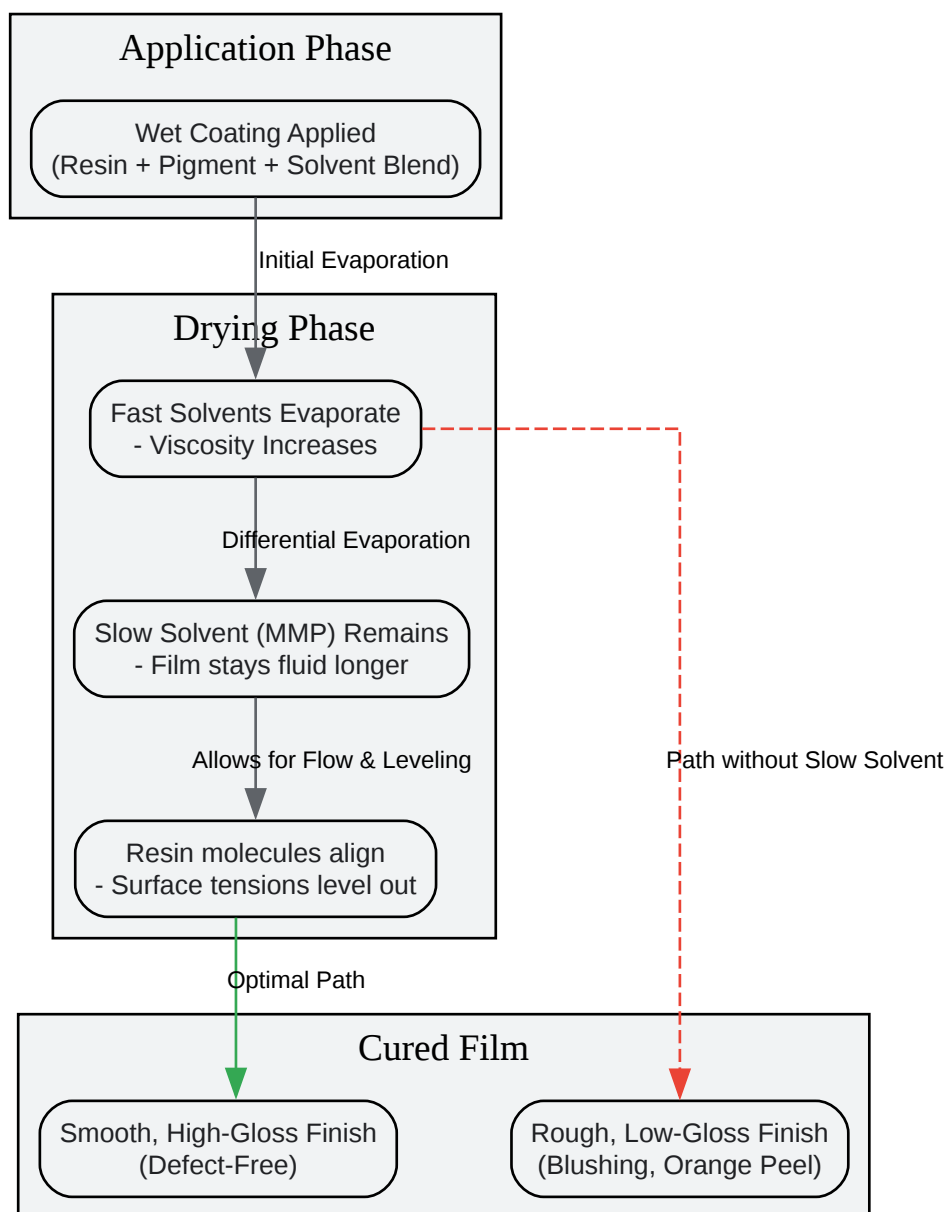 Application Phase
Wet Coating Applied
(Resin + Pigment + Solvent Blend)
Initial Evaporation
Drying Phase
Fast Solvents Evaporate
- Viscosity Increases
Differential Evaporation
Slow Solvent (MMP) Remains
- Film stays fluid longer
Allows for Flow & Leveling
Path without Slow Solvent
Resin molecules align
- Surface tensions level out
Optimal Path
Cured Film
Smooth, High-Gloss Finish
(Defect-Free)
Rough, Low-Gloss Finish
(Blushing, Orange Peel)